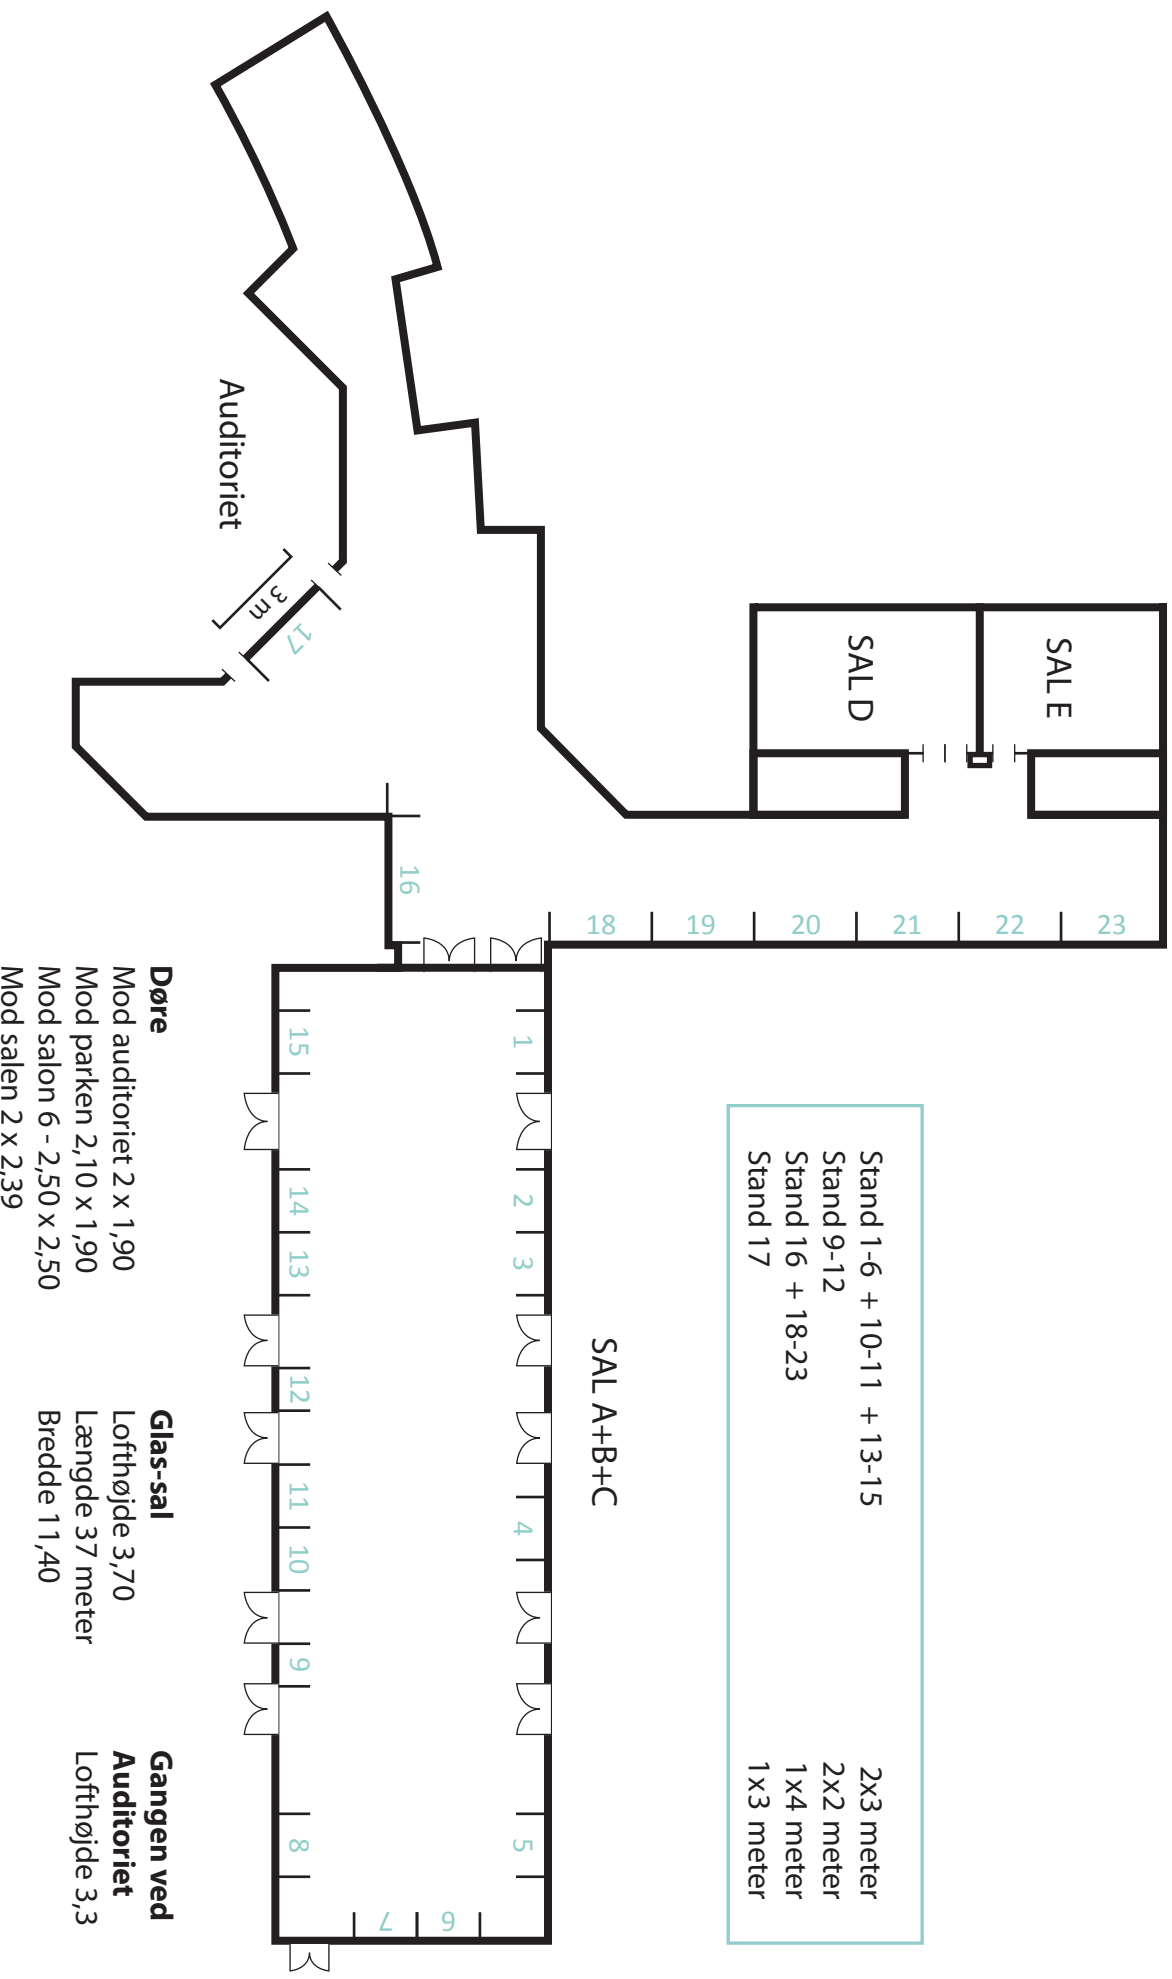 Auditoriet
3 m
17
SAL D
SAL E
16
18
19
20
21
22
23
1
2
3
4
5
6
7
8
9
10
11
12
13
14
15
SAL A+B+C
Stand 1-6 + 10-11 + 13-15 2x3 meter
Stand 9-12 2x2 meter
Stand 16 + 18-23 1x4 meter
Stand 17 1x3 meter
Døre
Mod auditoriet 2 x 1,90
Mod parken 2,10 x 1,90
Mod salon 6 - 2,50 x 2,50
Mod salen 2 x 2,39
Glas-sal
Lofthøjde 3,70
Længde 37 meter
Bredde 11,40
Gangen ved
Auditoriet
Lofthøjde 3,3